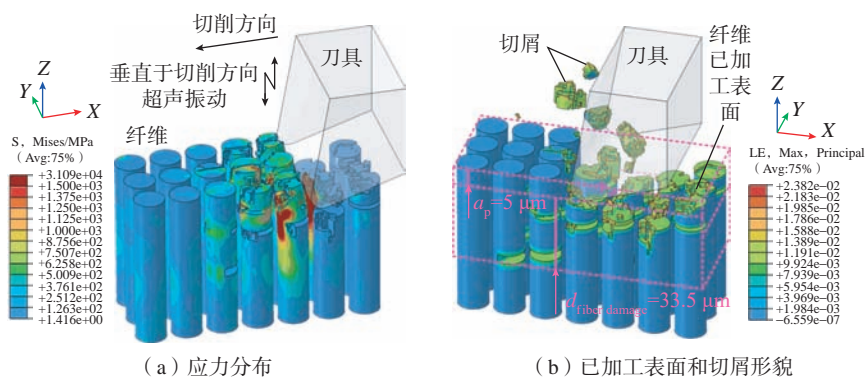 切削方向
刀具
垂直于切削方向
超声振动
Z
Y
X
纤维
S，Mises/MPa
（Avg:75%）
+3.109e+04
+1.500e+03
+1.375e+03
+1.250e+03
+1.125e+03
+1.000e+03
+8.756e+02
+7.507e+02
+6.258e+02
+5.009e+02
+3.761e+02
+2.512e+02
+1.263e+02
+1.416e+00
（a）应力分布
切屑
刀具
纤维
已加
工表
面
Z
Y
X
LE，Max，Principal
（Avg:75%）
+2.382e−02
+2.183e−02
+1.985e−02
+1.786e−02
+1.588e−02
+1.389e−02
+1.191e−02
+9.924e−03
+7.939e−03
+5.954e−03
+3.969e−03
+1.984e−03
−6.559e−07
ap=5 μm
dfiber damage=33.5 μm
（b）已加工表面和切屑形貌